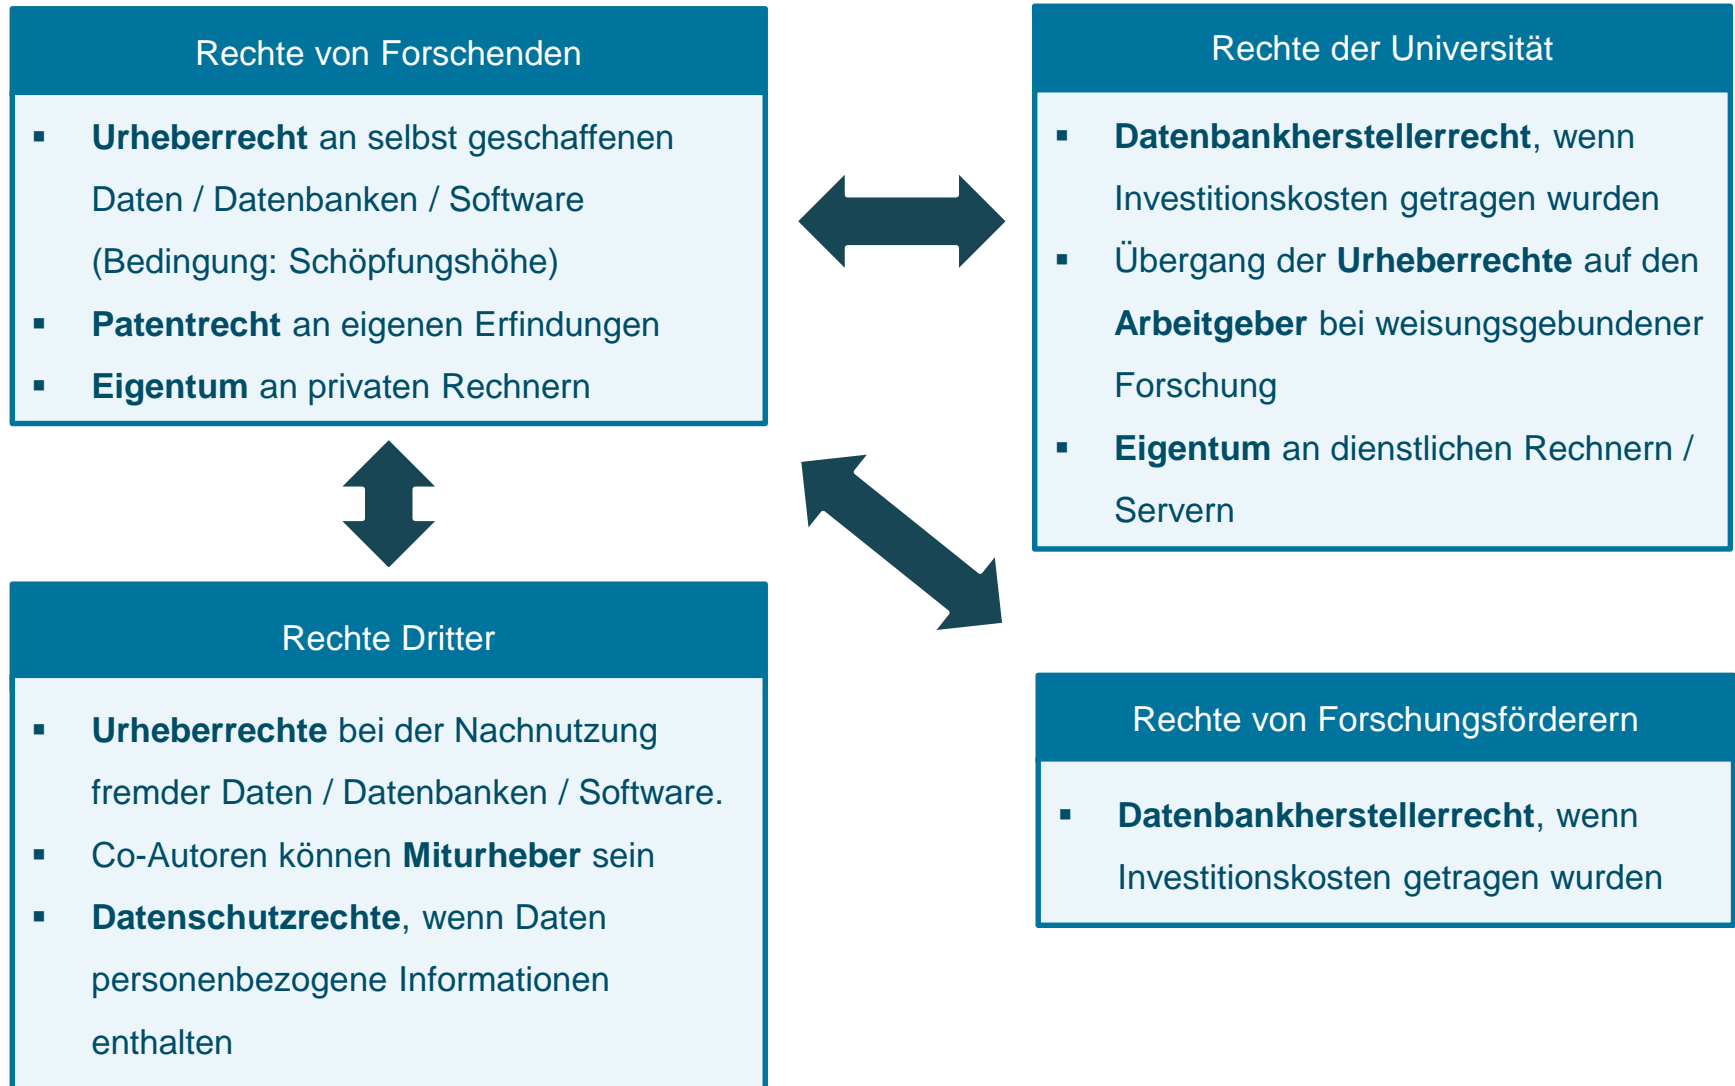 Rechte von Forschenden
▪ Urheberrecht an selbst geschaffenen
Daten / Datenbanken / Software
(Bedingung: Schöpfungshöhe)
▪ Patentrecht an eigenen Erfindungen
▪ Eigentum an privaten Rechnern
Rechte der Universität
▪ Datenbankherstellerrecht, wenn
Investitionskosten getragen wurden
▪ Übergang der Urheberrechte auf den
Arbeitgeber bei weisungsgebundener
Forschung
▪ Eigentum an dienstlichen Rechnern /
Servern
Rechte Dritter
▪ Urheberrechte bei der Nachnutzung
fremder Daten / Datenbanken / Software.
▪ Co-Autoren können Miturheber sein
▪ Datenschutzrechte, wenn Daten
personenbezogene Informationen
enthalten
Rechte von Forschungsförderern
▪ Datenbankherstellerrecht, wenn
Investitionskosten getragen wurden